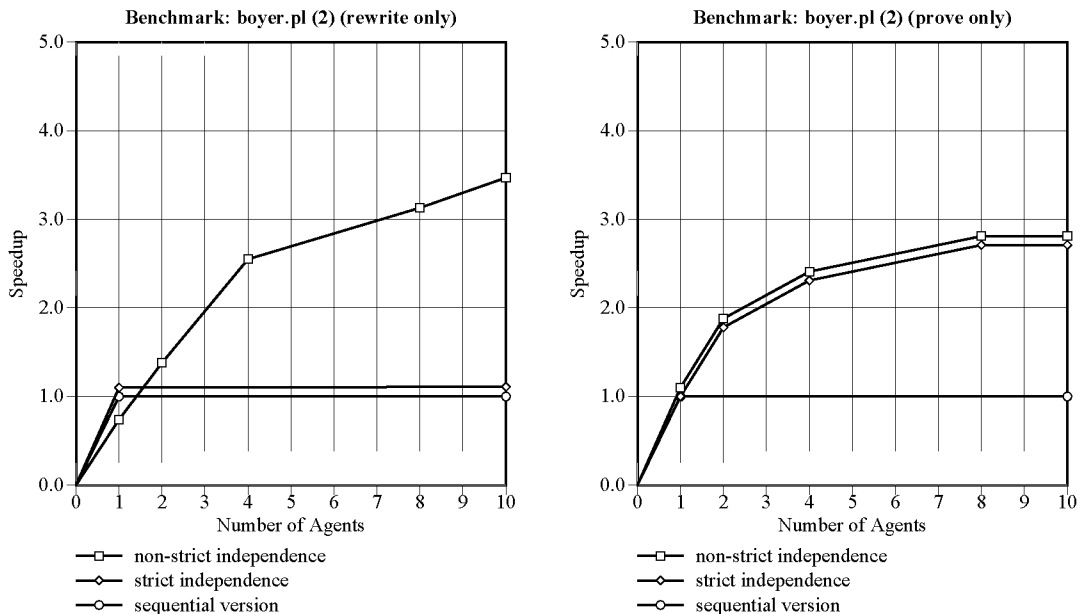 Benchmark: boyer.pl (2) (rewrite only)
5.0
4.0
3.0
2.0
1.0
0.0
Speedup
0 1 2 3 4 5 6 7 8 9 10
Number of Agents
non-strict independence
strict independence
sequential version
Benchmark: boyer.pl (2) (prove only)
5.0
4.0
3.0
2.0
1.0
0.0
Speedup
0 1 2 3 4 5 6 7 8 9 10
Number of Agents
non-strict independence
strict independence
sequential version